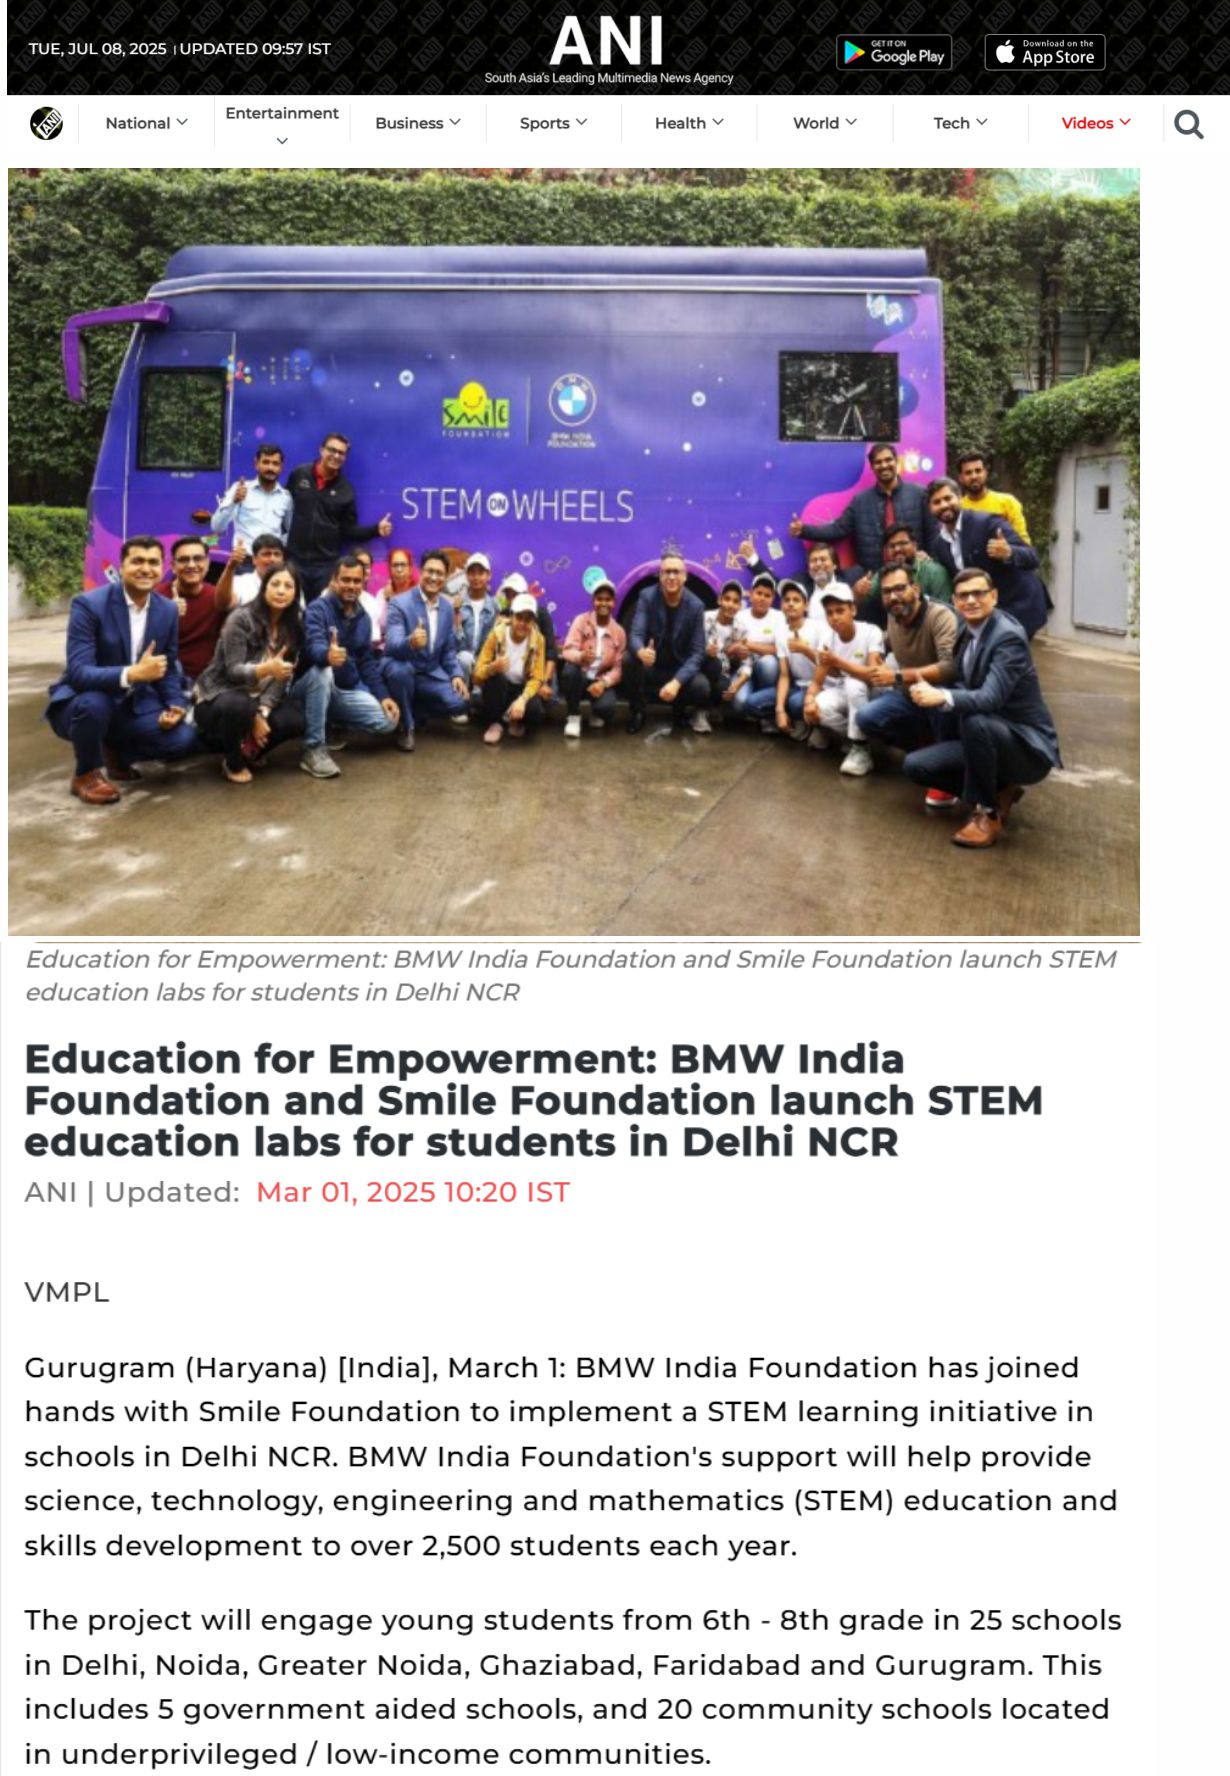 TUE, JUL 08, 2025 | UPDATED 09:57 IST
ANI
South Asia's Leading Multimedia News Agency
GET IT ON
Google Play
Download on the
App Store
ANI
National
Entertainment
Business
Sports
Health
World
Tech
Videos
SMILE
FOUNDATION
BMW
BMW INDIA
FOUNDATION
STEM ON WHEELS
Education for Empowerment: BMW India Foundation and Smile Foundation launch STEM
education labs for students in Delhi NCR
Education for Empowerment: BMW India
Foundation and Smile Foundation launch STEM
education labs for students in Delhi NCR
ANI | Updated: Mar 01, 2025 10:20 IST
VMPL
Gurugram (Haryana) [India], March 1: BMW India Foundation has joined
hands with Smile Foundation to implement a STEM learning initiative in
schools in Delhi NCR. BMW India Foundation's support will help provide
science, technology, engineering and mathematics (STEM) education and
skills development to over 2,500 students each year.
The project will engage young students from 6th - 8th grade in 25 schools
in Delhi, Noida, Greater Noida, Ghaziabad, Faridabad and Gurugram. This
includes 5 government aided schools, and 20 community schools located
in underprivileged / low-income communities.